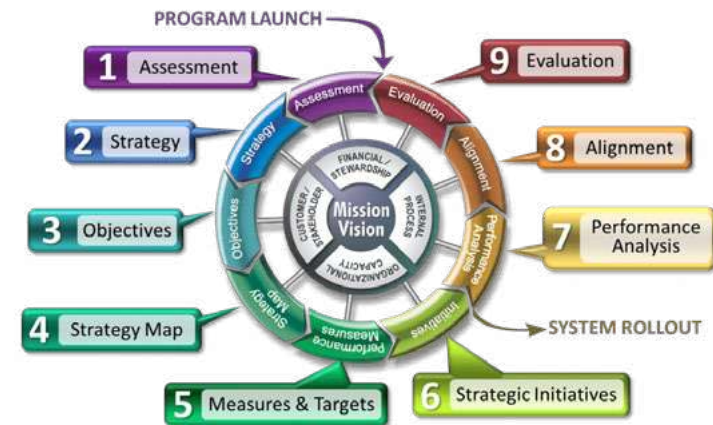 PROGRAM LAUNCH
1 Assessment
9 Evaluation
2 Strategy
8 Alignment
3 Objectives
7 Performance
Analysis
4 Strategy Map
SYSTEM ROLLOUT
5 Measures & Targets
6 Strategic Initiatives
Assessment
Evaluation
Strategy
Alignment
Objectives
Performance
Analysis
Strategy
Map
Performance
Measures
Initiatives
FINANCIAL /
STEWARDSHIP
CUSTOMER /
STAKEHOLDER
INTERNAL
PROCESS
ORGANIZATIONAL
CAPACITY
Mission
Vision